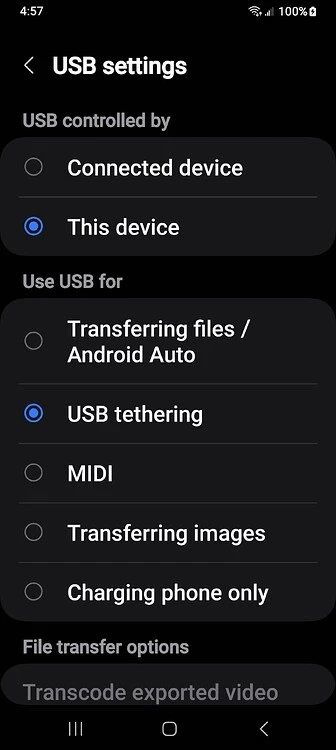 4:57
100%
USB settings
USB controlled by
Connected device
This device
Use USB for
Transferring files /
Android Auto
USB tethering
MIDI
Transferring images
Charging phone only
File transfer options
Transcode exported video